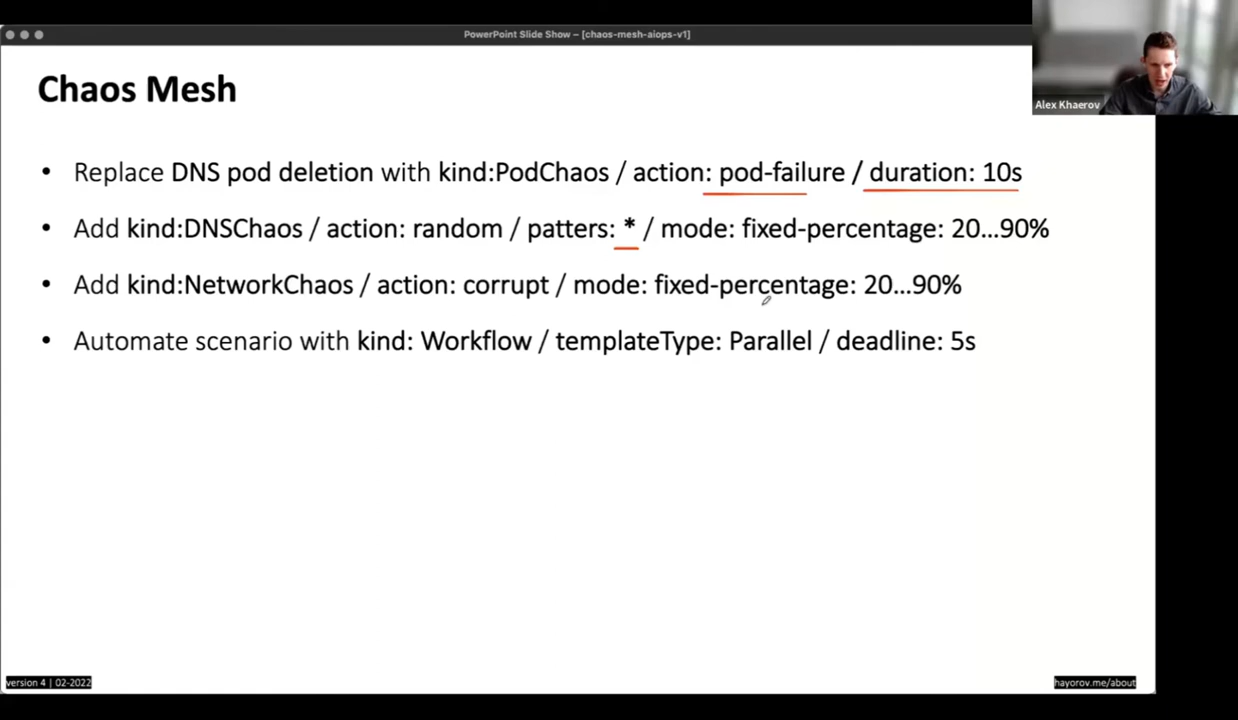 PowerPoint Slide Show – [chaos-mesh-aiops-v1]
Alex Khaerov
Chaos Mesh
• Replace DNS pod deletion with kind:PodChaos / action: pod-failure / duration: 10s
• Add kind:DNSChaos / action: random / patters: * / mode: fixed-percentage: 20...90%
• Add kind:NetworkChaos / action: corrupt / mode: fixed-percentage: 20...90%
• Automate scenario with kind: Workflow / templateType: Parallel / deadline: 5s
version 4 | 02-2022
hayorov.me/about